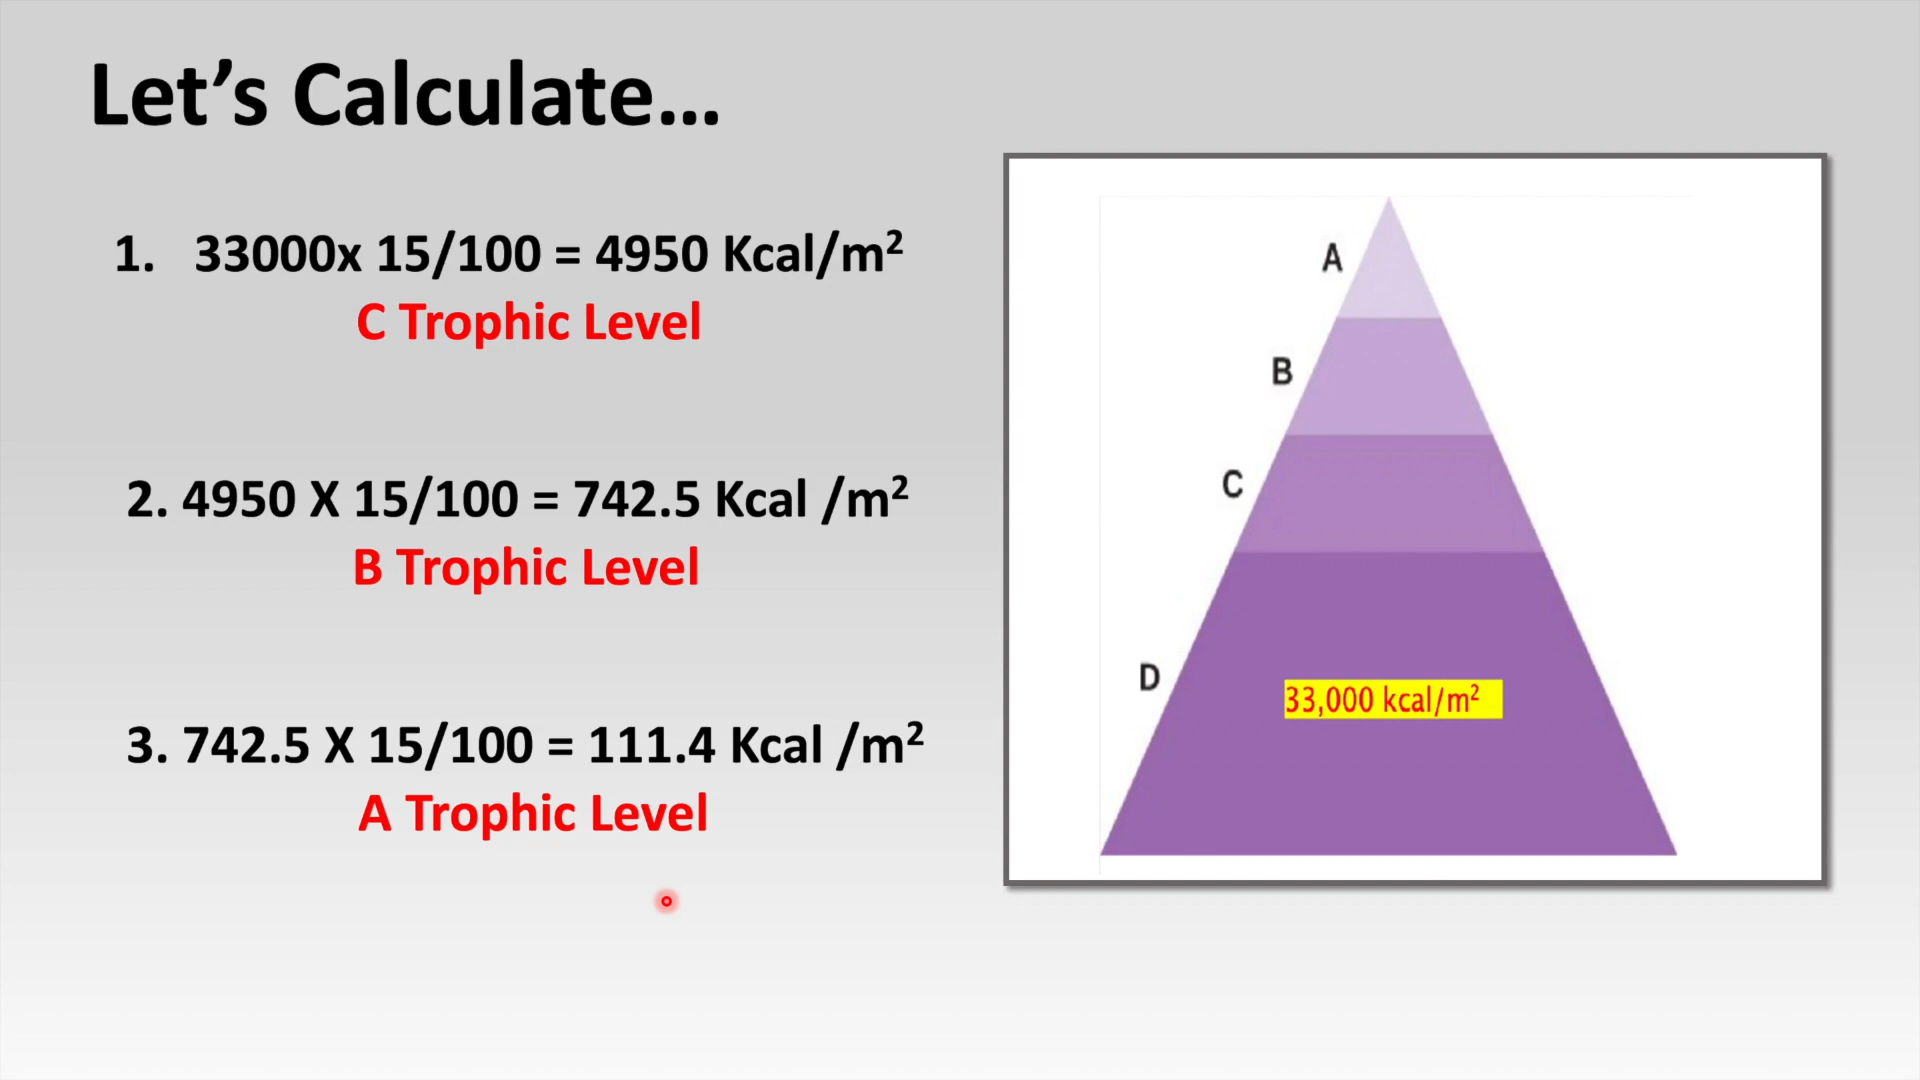 Let’s Calculate...
1. 33000x 15/100 = 4950 Kcal/m²
C Trophic Level
2. 4950 X 15/100 = 742.5 Kcal /m²
B Trophic Level
3. 742.5 X 15/100 = 111.4 Kcal /m²
A Trophic Level
A
B
C
D
33,000 kcal/m²